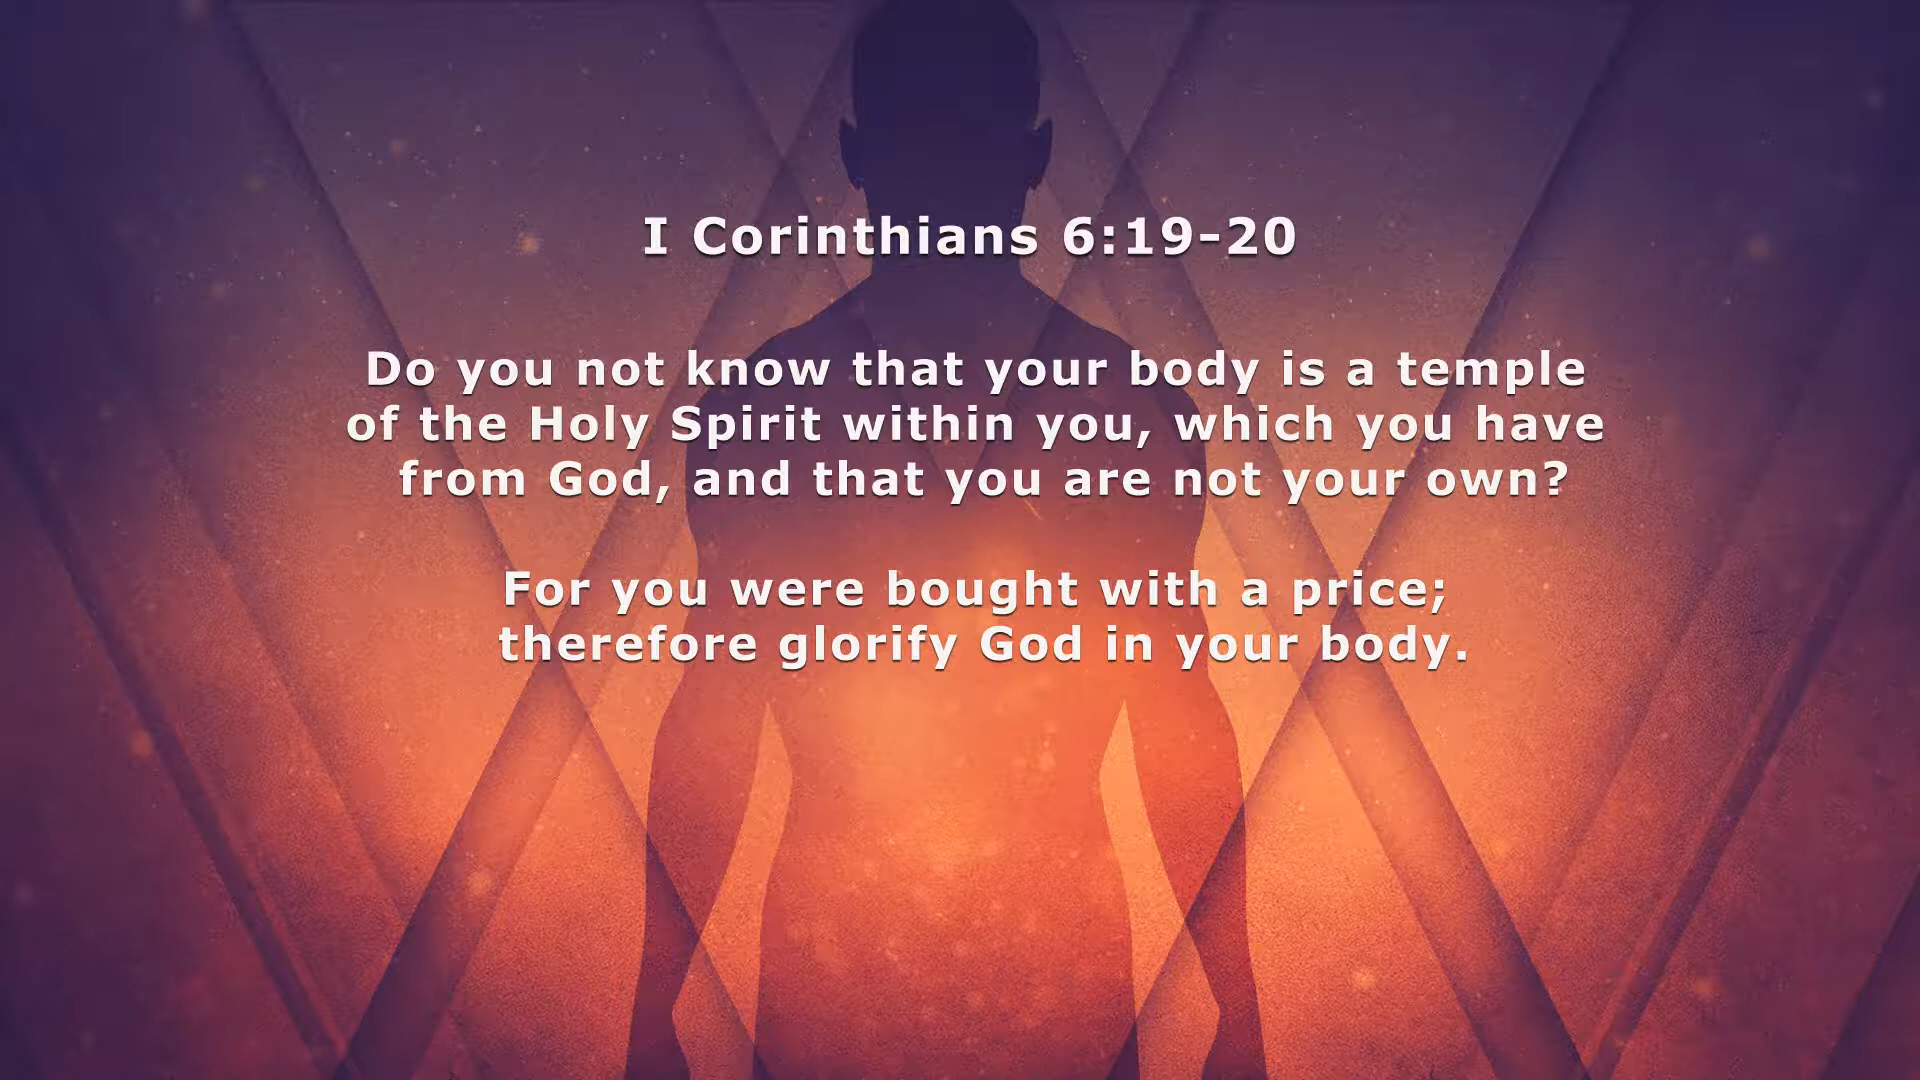 I Corinthians 6:19-20
Do you not know that your body is a temple
of the Holy Spirit within you, which you have
from God, and that you are not your own?
For you were bought with a price;
therefore glorify God in your body.